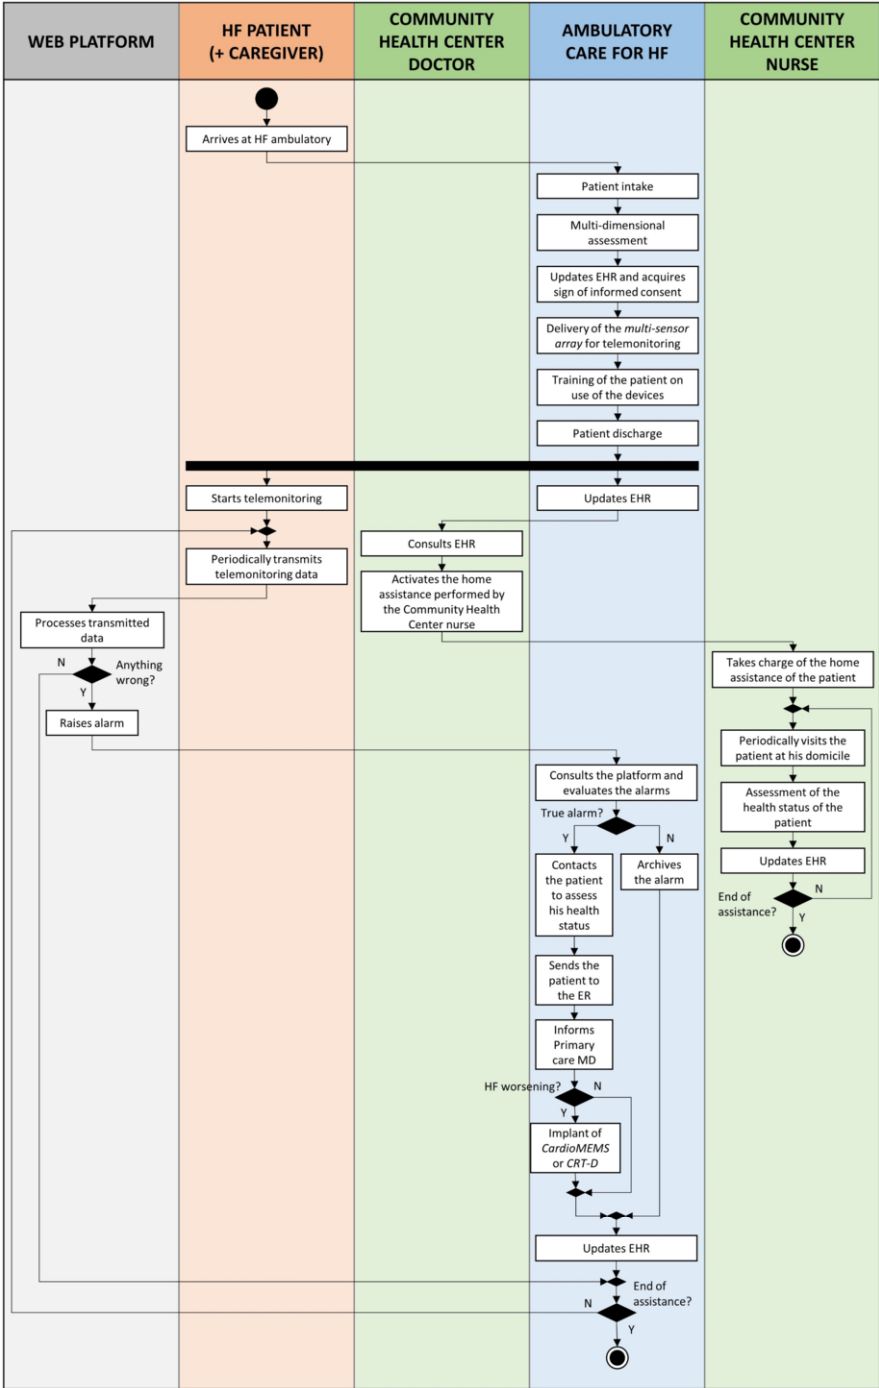 WEB PLATFORM
HF PATIENT
(+ CAREGIVER)
COMMUNITY
HEALTH CENTER
DOCTOR
AMBULATORY
CARE FOR HF
COMMUNITY
HEALTH CENTER
NURSE
Arrives at HF ambulatory
Patient intake
Multi-dimensional
assessment
Updates EHR and acquires
sign of informed consent
Delivery of the multi-sensor
array for telemonitoring
Training of the patient on
use of the devices
Patient discharge
Starts telemonitoring
Updates EHR
Consults EHR
Periodically transmits
telemonitoring data
Activates the home
assistance performed by
the Community Health
Center nurse
Processes transmitted
data
N
Anything
wrong?
Y
Raises alarm
Takes charge of the home
assistance of the patient
Periodically visits the
patient at his domicile
Assessment of the
health status of the
patient
Updates EHR
N
End of
assistance?
Y
Consults the platform and
evaluates the alarms
True alarm?
Y
N
Contacts
the patient
to assess
his health
status
Archives
the alarm
Sends the
patient to
the ER
Informs
Primary
care MD
HF worsening?
N
Y
Implant of
CardioMEMS
or CRT-D
Updates EHR
End of
assistance?
N
Y